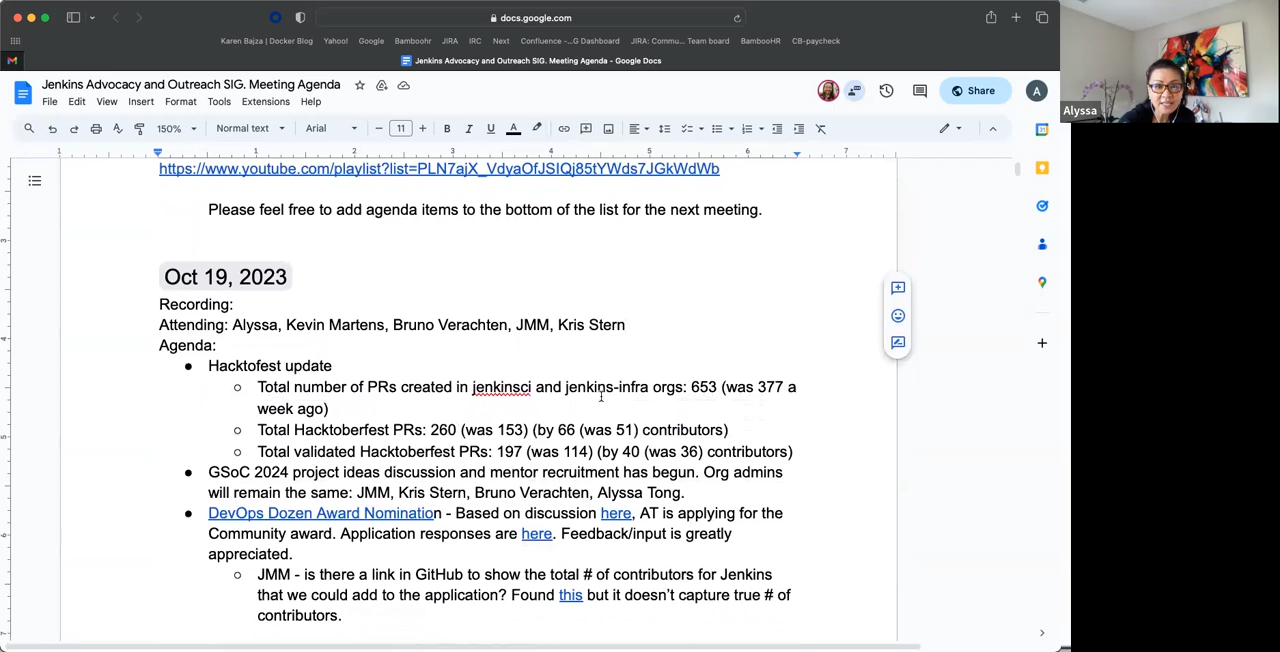 docs.google.com
Karen Bajza | Docker Blog Yahoo! Google Bamboohr JIRA IRC Next Confluence -...G Dashboard JIRA: Commu... Team board BambooHR CB-paycheck
Jenkins Advocacy and Outreach SIG. Meeting Agenda - Google Docs
Jenkins Advocacy and Outreach SIG. Meeting Agenda
File Edit View Insert Format Tools Extensions Help
Share
A
Alyssa
150% Normal text Arial 11
1 1 2 3 4 5 6 7
https://www.youtube.com/playlist?list=PLN7ajX_VdyaOfJSIQj85tYWds7JGkWdWb
Please feel free to add agenda items to the bottom of the list for the next meeting.
Oct 19, 2023
Recording:
Attending: Alyssa, Kevin Martens, Bruno Verachten, JMM, Kris Stern
Agenda:
● Hacktofest update
○ Total number of PRs created in jenkinsci and jenkins-infra orgs: 653 (was 377 a
week ago)
○ Total Hacktoberfest PRs: 260 (was 153) (by 66 (was 51) contributors)
○ Total validated Hacktoberfest PRs: 197 (was 114) (by 40 (was 36) contributors)
● GSoC 2024 project ideas discussion and mentor recruitment has begun. Org admins
will remain the same: JMM, Kris Stern, Bruno Verachten, Alyssa Tong.
● DevOps Dozen Award Nomination - Based on discussion here, AT is applying for the
Community award. Application responses are here. Feedback/input is greatly
appreciated.
○ JMM - is there a link in GitHub to show the total # of contributors for Jenkins
that we could add to the application? Found this but it doesn't capture true # of
contributors.